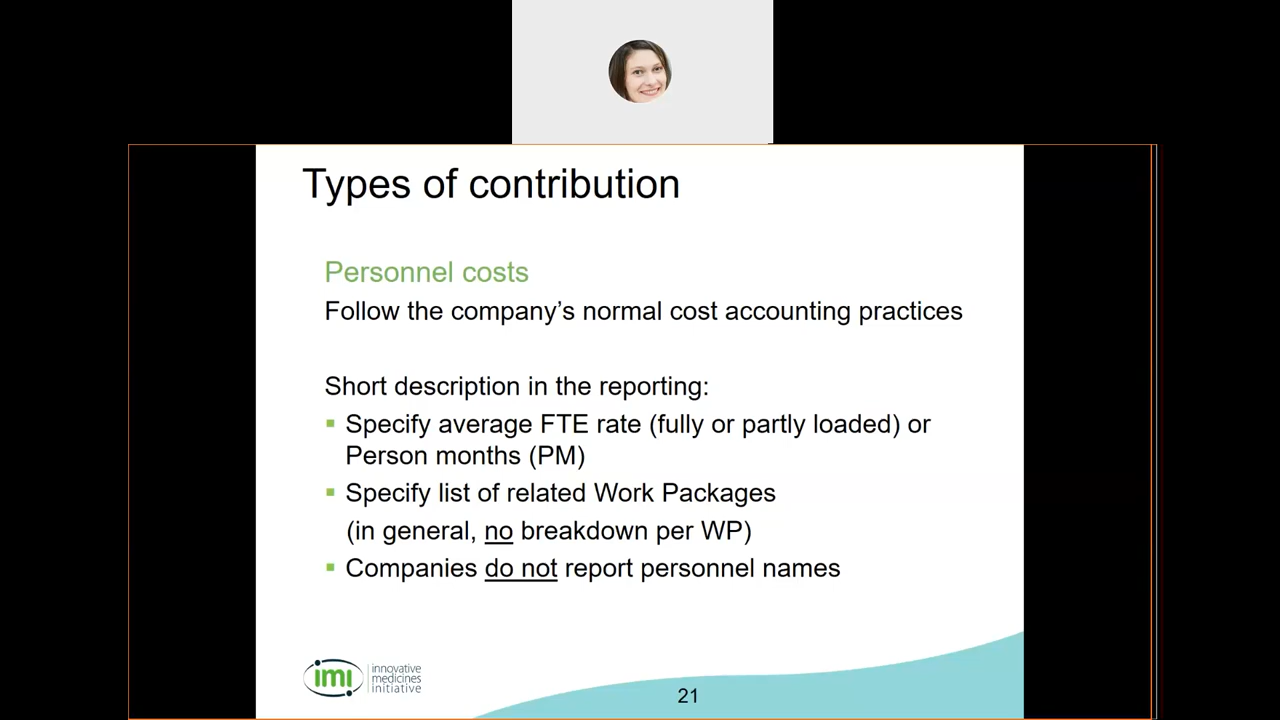 Types of contribution
Personnel costs
Follow the company’s normal cost accounting practices
Short description in the reporting:
▪ Specify average FTE rate (fully or partly loaded) or
Person months (PM)
▪ Specify list of related Work Packages
(in general, no breakdown per WP)
▪ Companies do not report personnel names
imi
innovative
medicines
initiative
21